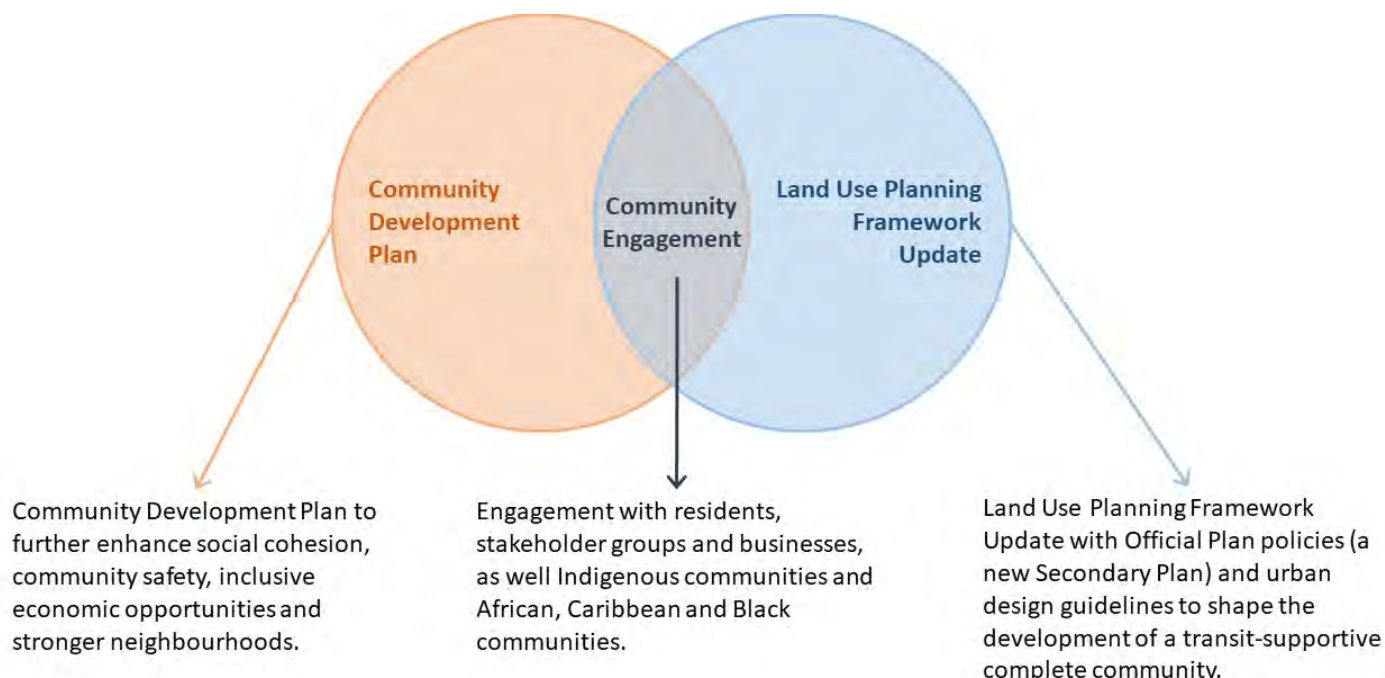 Community
Development
Plan
Community
Engagement
Land Use Planning
Framework
Update
Community Development Plan to
further enhance social cohesion,
community safety, inclusive
economic opportunities and
stronger neighbourhoods.
Engagement with residents,
stakeholder groups and businesses,
as well Indigenous communities and
African, Caribbean and Black
communities.
Land Use Planning Framework
Update with Official Plan policies (a
new Secondary Plan) and urban
design guidelines to shape the
development of a transit-supportive
complete community.